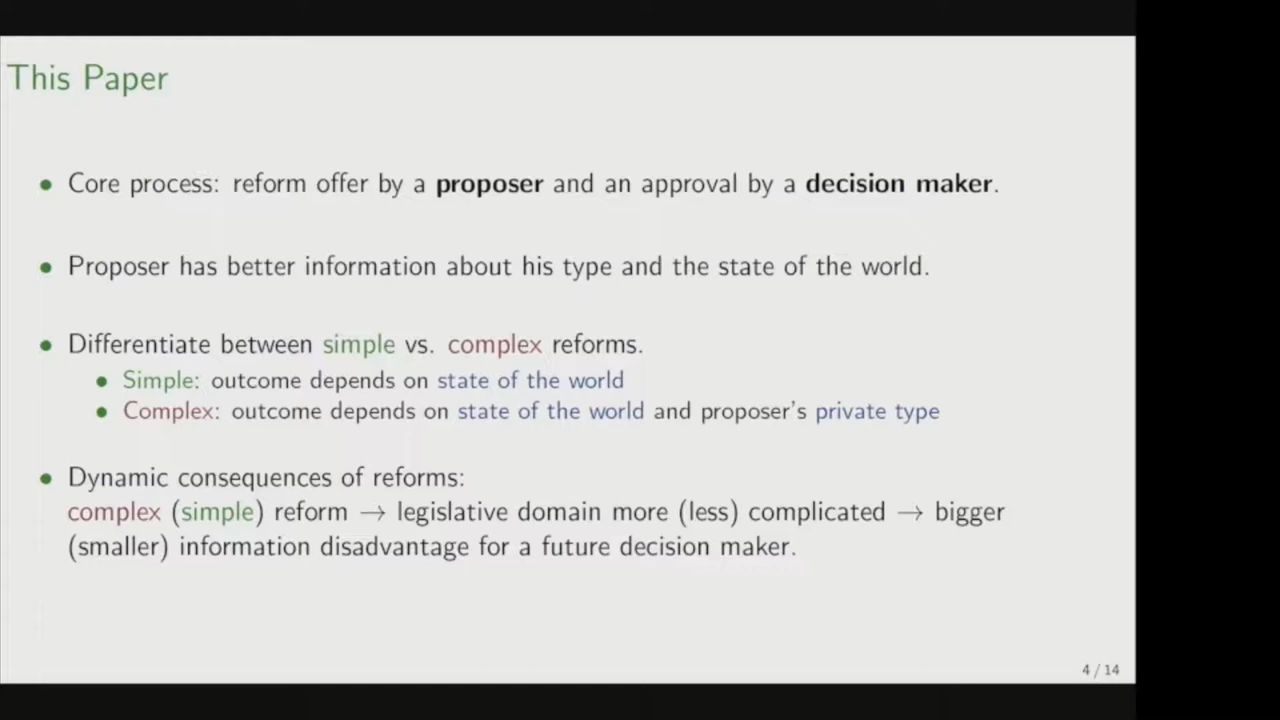 This Paper
• Core process: reform offer by a proposer and an approval by a decision maker.
• Proposer has better information about his type and the state of the world.
• Differentiate between simple vs. complex reforms.
• Simple: outcome depends on state of the world
• Complex: outcome depends on state of the world and proposer's private type
• Dynamic consequences of reforms:
complex (simple) reform → legislative domain more (less) complicated → bigger
(smaller) information disadvantage for a future decision maker.
4 / 14